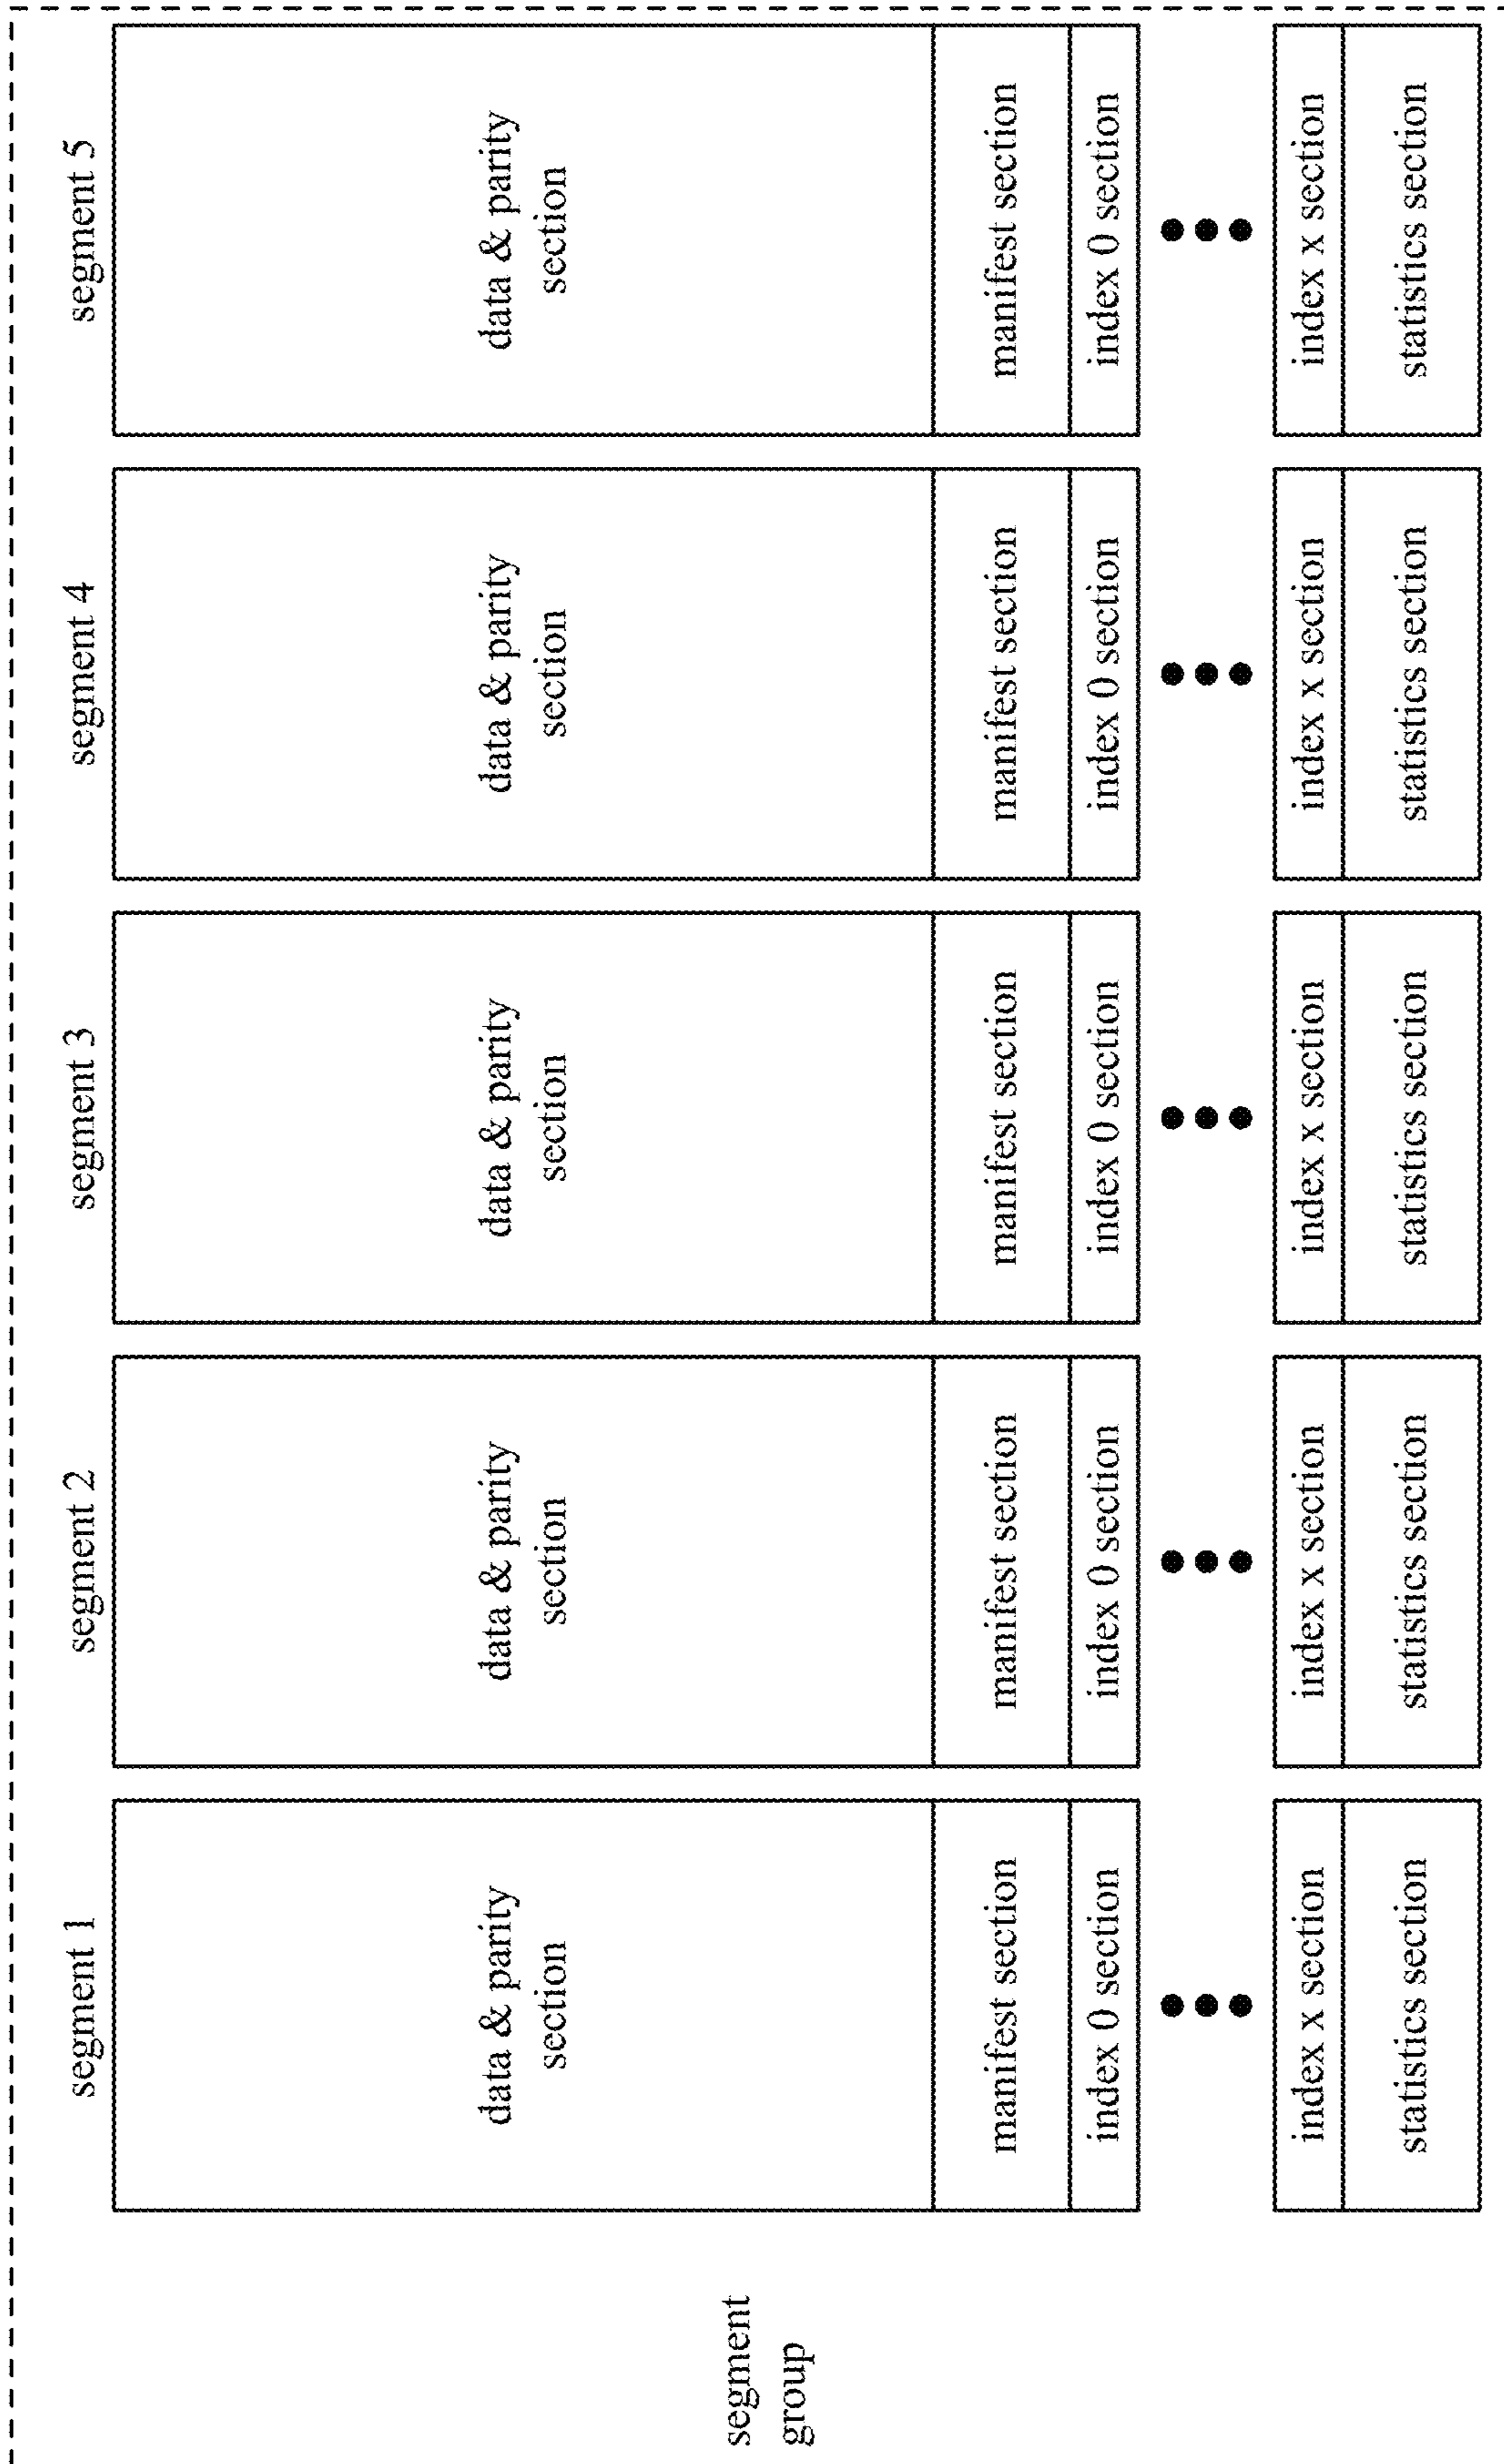 segment
group
segment 1
data & parity
section
manifest section
index 0 section
index x section
statistics section
segment 2
data & parity
section
manifest section
index 0 section
index x section
statistics section
segment 3
data & parity
section
manifest section
index 0 section
index x section
statistics section
segment 4
data & parity
section
manifest section
index 0 section
index x section
statistics section
segment 5
data & parity
section
manifest section
index 0 section
index x section
statistics section